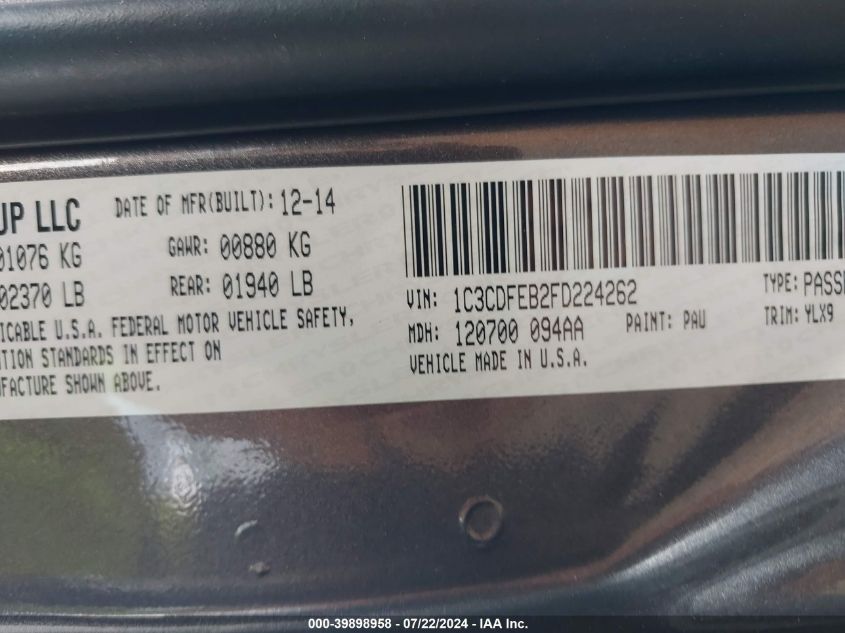 UP LLC DATE OF MFR(BUILT): 12-14
01076 KG GAWR: 00880 KG
02370 LB REAR: 01940 LB
ICABLE U.S.A. FEDERAL MOTOR VEHICLE SAFETY,
TION STANDARDS IN EFFECT ON
NFACTURE SHOWN ABOVE.
VIN: 1C3CDFEB2FD224262 TYPE: PASSE
MDH: 120700 094AA PAINT: PAU TRIM: YLX9
VEHICLE MADE IN U.S.A.
000-39898958 - 07/22/2024 - IAA Inc.